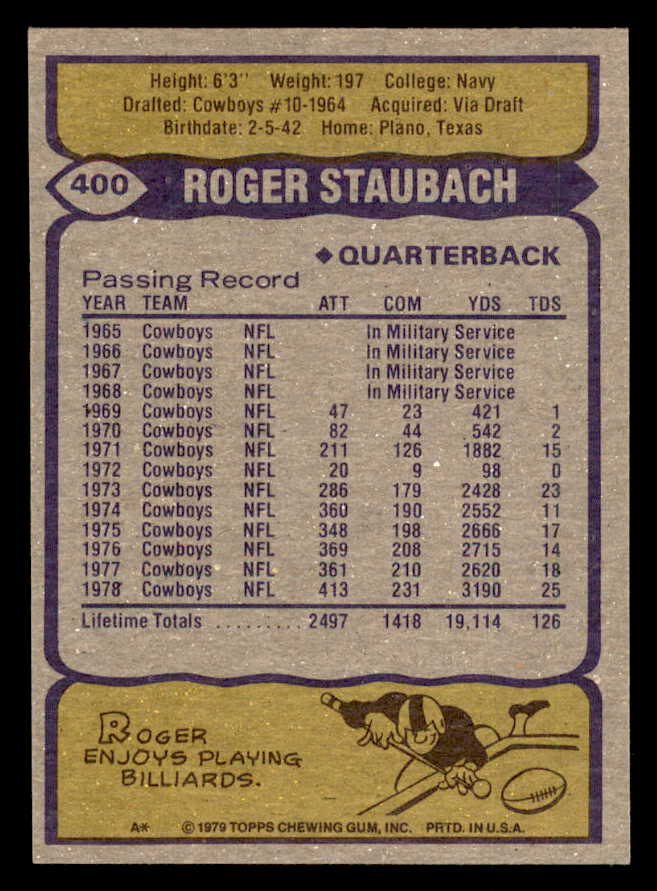 Height: 6'3" Weight: 197 College: Navy
Drafted: Cowboys #10-1964 Acquired: Via Draft
Birthdate: 2-5-42 Home: Plano, Texas
400 ROGER STAUBACH
◆ QUARTERBACK
Passing Record
YEAR TEAM ATT COM YDS TDS
1965 Cowboys NFL In Military Service
1966 Cowboys NFL In Military Service
1967 Cowboys NFL In Military Service
1968 Cowboys NFL In Military Service
1969 Cowboys NFL 47 23 421 1
1970 Cowboys NFL 82 44 542 2
1971 Cowboys NFL 211 126 1882 15
1972 Cowboys NFL 20 9 98 0
1973 Cowboys NFL 286 179 2428 23
1974 Cowboys NFL 360 190 2552 11
1975 Cowboys NFL 348 198 2666 17
1976 Cowboys NFL 369 208 2715 14
1977 Cowboys NFL 361 210 2620 18
1978 Cowboys NFL 413 231 3190 25
Lifetime Totals ......... 2497 1418 19,114 126
ROGER
ENJOYS PLAYING
BILLIARDS.
A* © 1979 TOPPS CHEWING GUM, INC. PRTD. IN U.S.A.